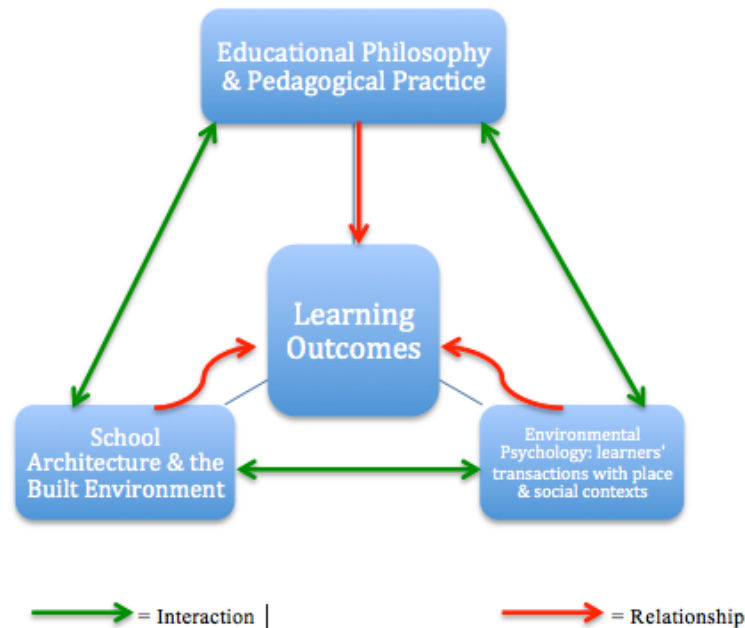 Educational Philosophy
& Pedagogical Practice
Learning
Outcomes
School
Architecture & the
Built Environment
Environmental
Psychology: learners'
transactions with place
& social contexts
= Interaction
= Relationship